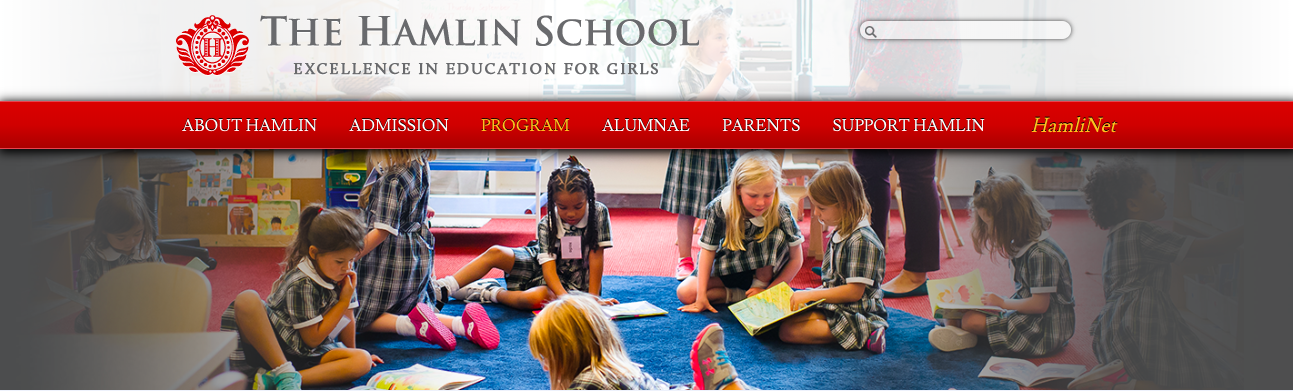 THE HAMLIN SCHOOL
EXCELLENCE IN EDUCATION FOR GIRLS
H
ABOUT HAMLIN ADMISSION PROGRAM ALUMNAE PARENTS SUPPORT HAMLIN HamliNet